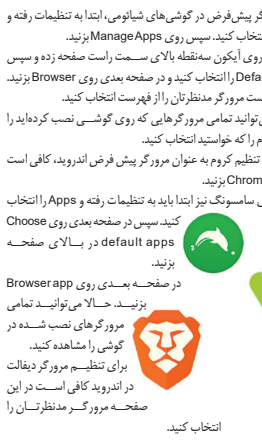 گر پیش‌فرض در گوشی‌های شیائومی، ابتدا به تنظیمات رفته و
نتخاب کنید. سپس روی Manage Apps بزنید.
روی آیکون سه‌نقطه بالای سمت راست صفحه زده و سپس
Defau را انتخاب کنید و در صفحه بعدی روی Browser بزنید.
ست مرورگر مدنظرتان را از فهرست انتخاب کنید.
ی‌توانید تمامی مرورگرهایی که روی گوشی نصب کرده‌اید را
م را که خواستید انتخاب کنید.
تنظیم کروم به عنوان مرورگر پیش فرض اندروید، کافی است
Chrom بزنید.
ی سامسونگ نیز ابتدا باید به تنظیمات رفته و Apps را انتخاب
کنید. سپس در صفحه بعدی روی Choose
default apps در بالای صفحه
بزنید.
در صفحه بعدی روی Browser app
بزنید. حالا می‌توانید تمامی
مرورگرهای نصب شده در
گوشی را مشاهده کنید.
برای تنظیم مرورگر دیفالت
در اندروید کافی است در این
صفحه مرورگر مدنظرتان را
انتخاب کنید.